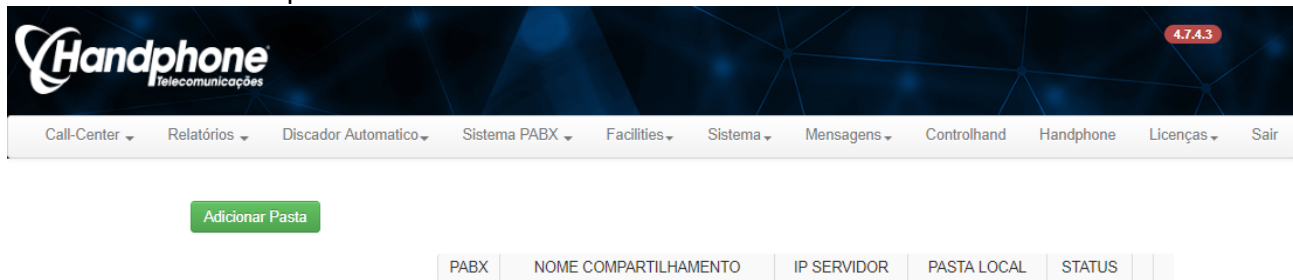 Handphone
Telecomunicações
4.7.4.3
Call-Center Relatórios Discador Automatico Sistema PABX Facilities Sistema Mensagens Controlhand Handphone Licenças Sair
Adicionar Pasta
PABX NOME COMPARTILHAMENTO IP SERVIDOR PASTA LOCAL STATUS